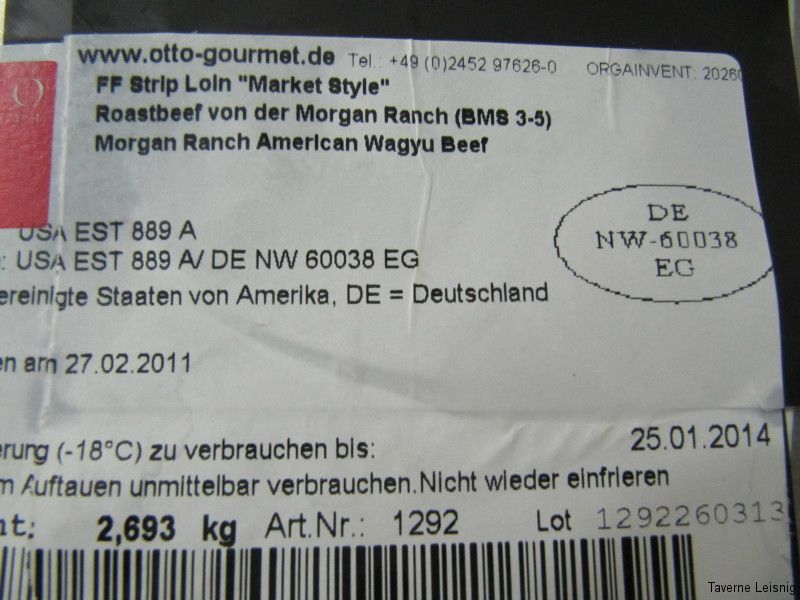 www.otto-gourmet.de Tel.: +49 (0)2452 97626-0 ORGAINVENT: 20260
FF Strip Loin "Market Style"
Roastbeef von der Morgan Ranch (BMS 3-5)
Morgan Ranch American Wagyu Beef
DE
NW-60038
EG
USA EST 889 A
: USA EST 889 A/ DE NW 60038 EG
ereinigte Staaten von Amerika, DE = Deutschland
en am 27.02.2011
erung (-18°C) zu verbrauchen bis: 25.01.2014
m Auftauen unmittelbar verbrauchen.Nicht wieder einfrieren
nt: 2,693 kg Art.Nr.: 1292 Lot 1292260313
Taverne Leisnig